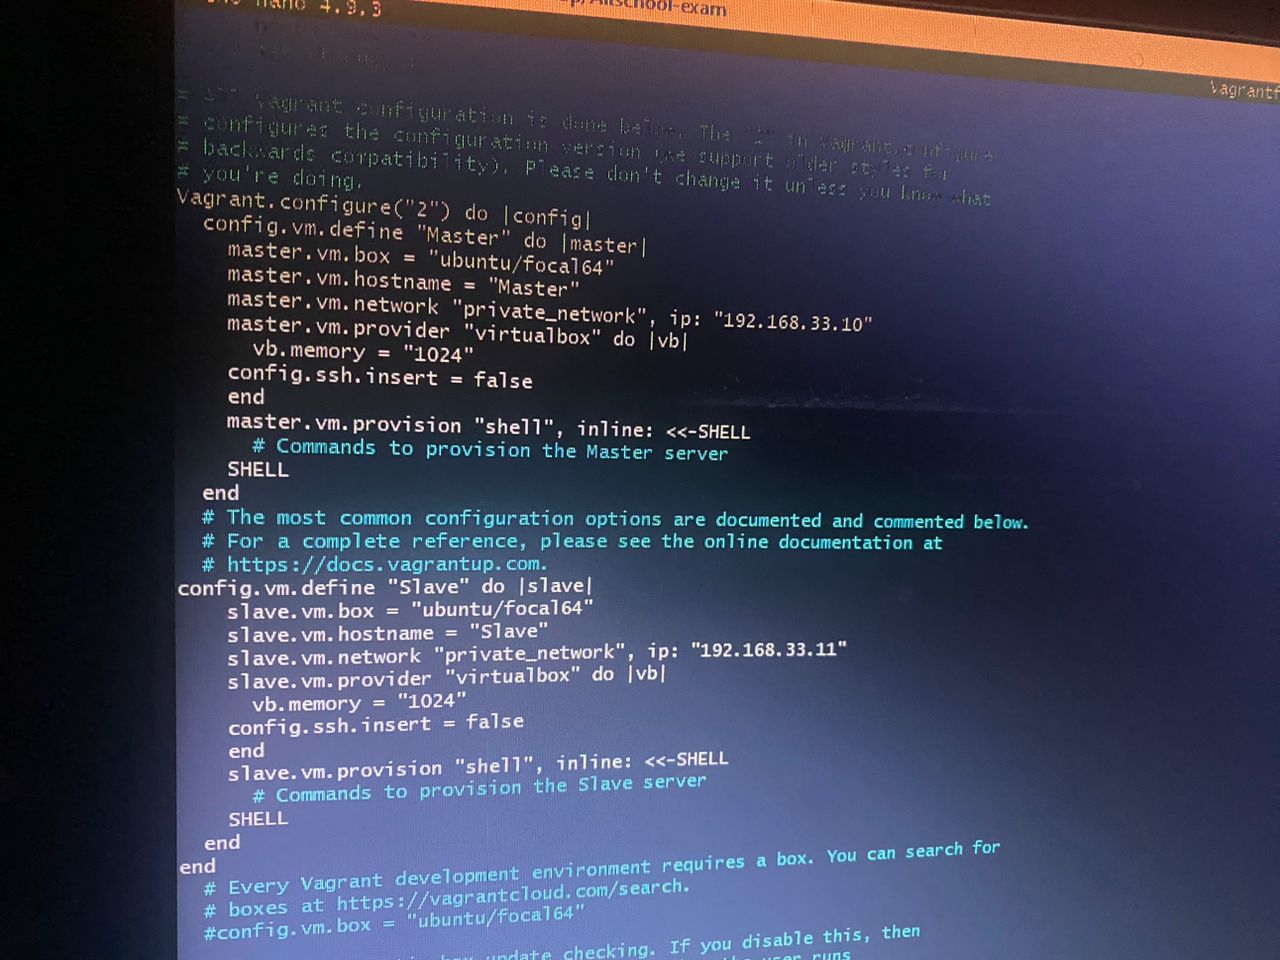 nano 4.9.3
school-exam
Vagrantf
# Vagrant configuration is done below. The "2" in Vagrant.configure
# configures the configuration version (we support older styles for
# backwards corpatibility). Please don't change it unless you know what
# you're doing.
Vagrant.configure("2") do |config|
config.vm.define "Master" do |master|
master.vm.box = "ubuntu/focal64"
master.vm.hostname = "Master"
master.vm.network "private_network", ip: "192.168.33.10"
master.vm.provider "virtualbox" do |vb|
vb.memory = "1024"
config.ssh.insert = false
end
master.vm.provision "shell", inline: <<-SHELL
# Commands to provision the Master server
SHELL
end
# The most common configuration options are documented and commented below.
# For a complete reference, please see the online documentation at
# https://docs.vagrantup.com.
config.vm.define "Slave" do |slave|
slave.vm.box = "ubuntu/focal64"
slave.vm.hostname = "Slave"
slave.vm.network "private_network", ip: "192.168.33.11"
slave.vm.provider "virtualbox" do |vb|
vb.memory = "1024"
config.ssh.insert = false
end
slave.vm.provision "shell", inline: <<-SHELL
# Commands to provision the Slave server
SHELL
end
end
# Every Vagrant development environment requires a box. You can search for
# boxes at https://vagrantcloud.com/search.
#config.vm.box = "ubuntu/focal64"
box update checking. If you disable this, then
the user runs